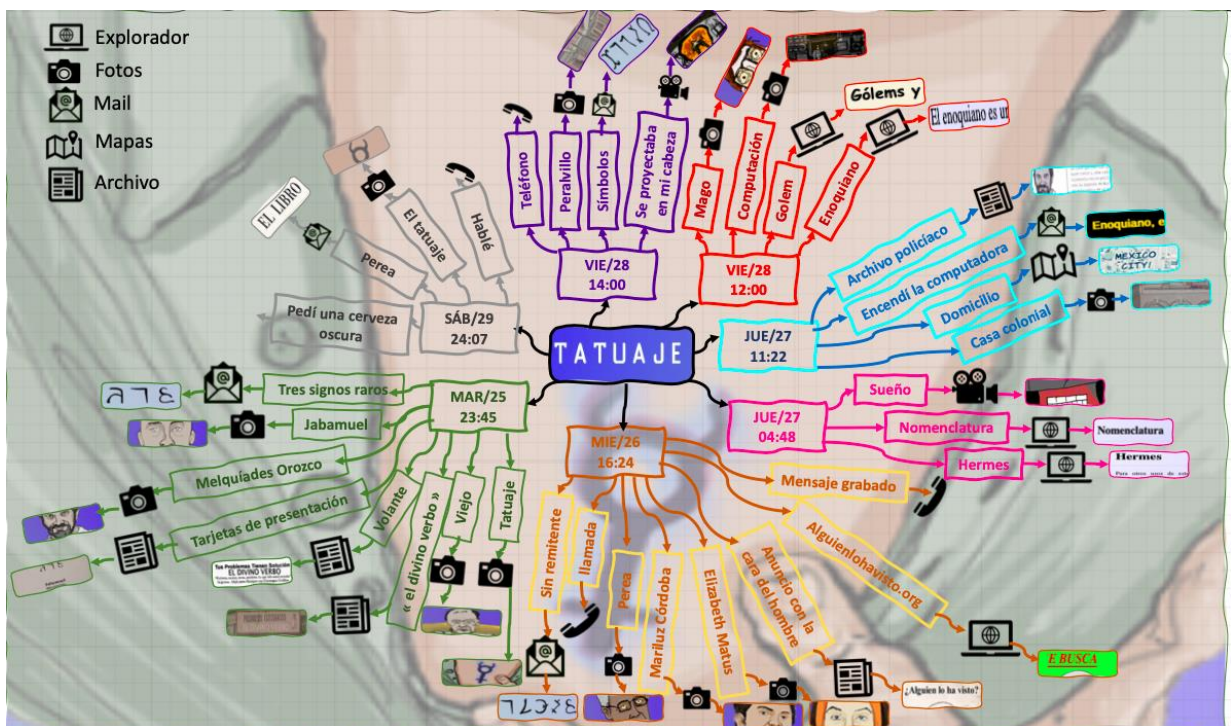 Explorador
Fotos
Mail
Mapas
Archivo
TATUAJE
VIE/28
14:00
Teléfono
Peralvillo
Símbolos
Se proyectaba
en mi cabeza
VIE/28
12:00
Mago
Computación
Golem
Enoquiano
Gólems y
El enoquiano es un
JUE/27
11:22
Archivo policíaco
Encendí la computadora
Domicilio
Casa colonial
Enoquiano, e
MEXICO
CITY!
JUE/27
04:48
Sueño
Nomenclatura
Hermes
Nomenclatura
Hermes
MIE/26
16:24
Mensaje grabado
Alguienlohavisto.org
Anuncio con la
cara del hombre
Elizabeth Matus
Mariluz Córdoba
Perea
llamada
Sin remitente
E BUSCA
¿Alguien lo ha visto?
MAR/25
23:45
Tres signos raros
Jabamuel
Melquíades Orozco
Tarjetas de presentación
Volante
« el divino verbo »
Viejo
Tatuaje
Tus Problemas Tienen Solución
EL DIVINO VERBO
SÁB/29
24:07
Hablé
El tatuaje
Perea
Pedí una cerveza
oscura
EL LIBRO